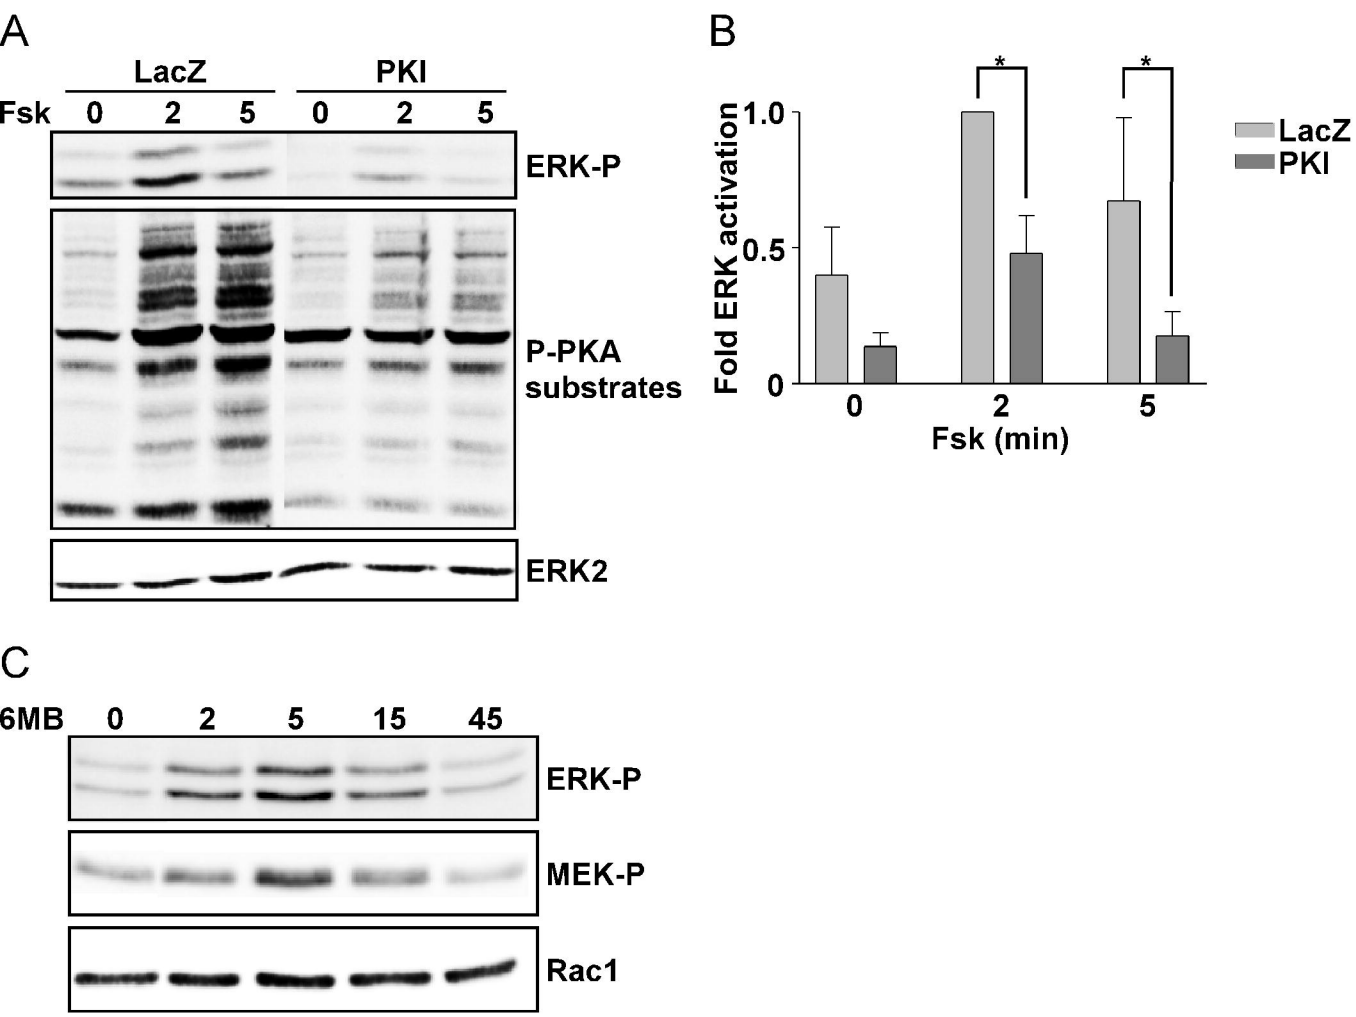 A
LacZ PKI
Fsk 0 2 5 0 2 5
ERK-P
P-PKA
substrates
ERK2
B
* *
1.0
0.5
0
Fold ERK activation
0 2 5
Fsk (min)
LacZ
PKI
C
6MB 0 2 5 15 45
ERK-P
MEK-P
Rac1